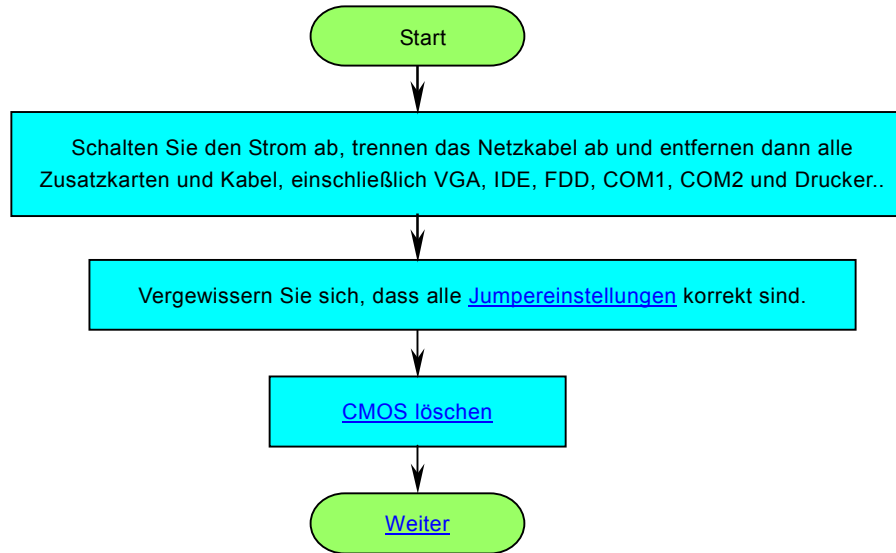 Start
Schalten Sie den Strom ab, trennen das Netzkabel ab und entfernen dann alle
Zusatzkarten und Kabel, einschließlich VGA, IDE, FDD, COM1, COM2 und Drucker..
Vergewissern Sie sich, dass alle Jumpereinstellungen korrekt sind.
CMOS löschen
Weiter